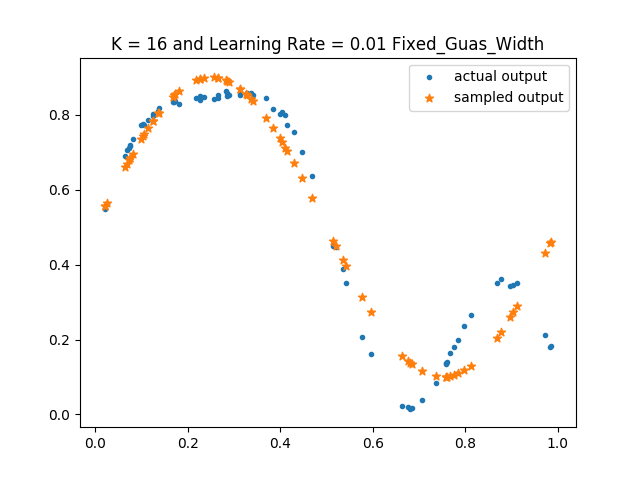 K = 16 and Learning Rate = 0.01 Fixed_Guas_Width
actual output
sampled output
0.8
0.6
0.4
0.2
0.0
0.0 0.2 0.4 0.6 0.8 1.0